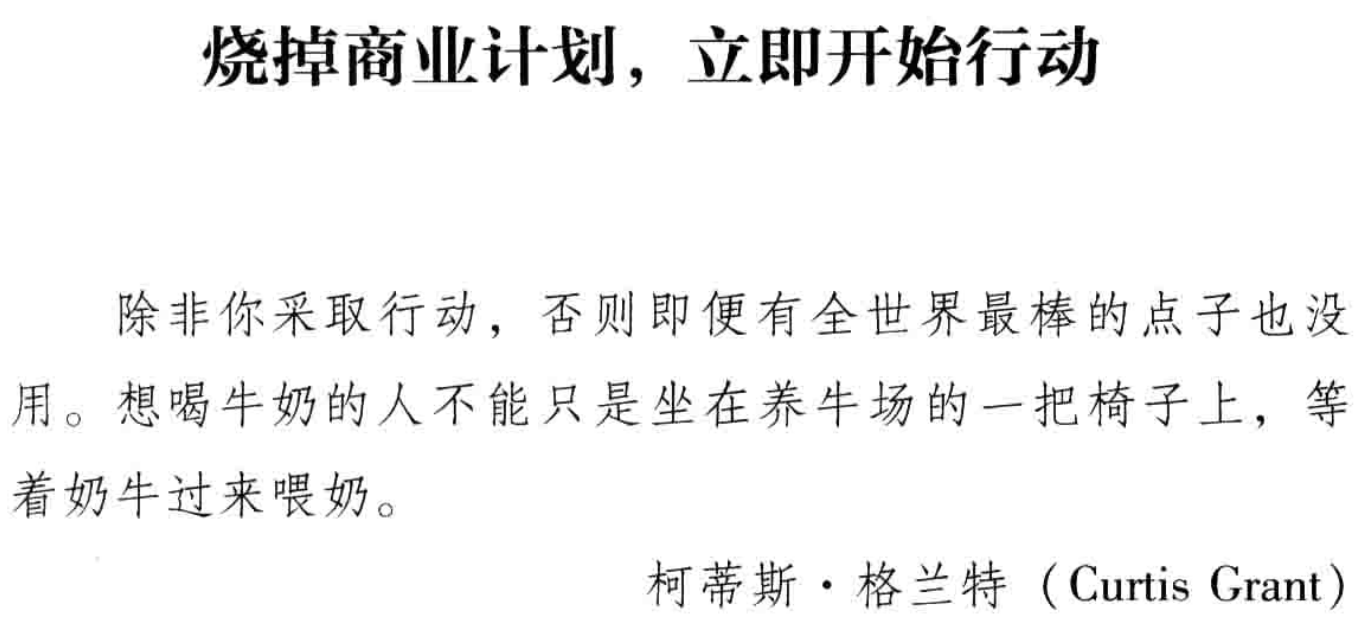 烧掉商业计划，立即开始行动
除非你采取行动，否则即便有全世界最棒的点子也没
用。想喝牛奶的人不能只是坐在养牛场的一把椅子上，等
着奶牛过来喂奶。
柯蒂斯·格兰特（Curtis Grant）